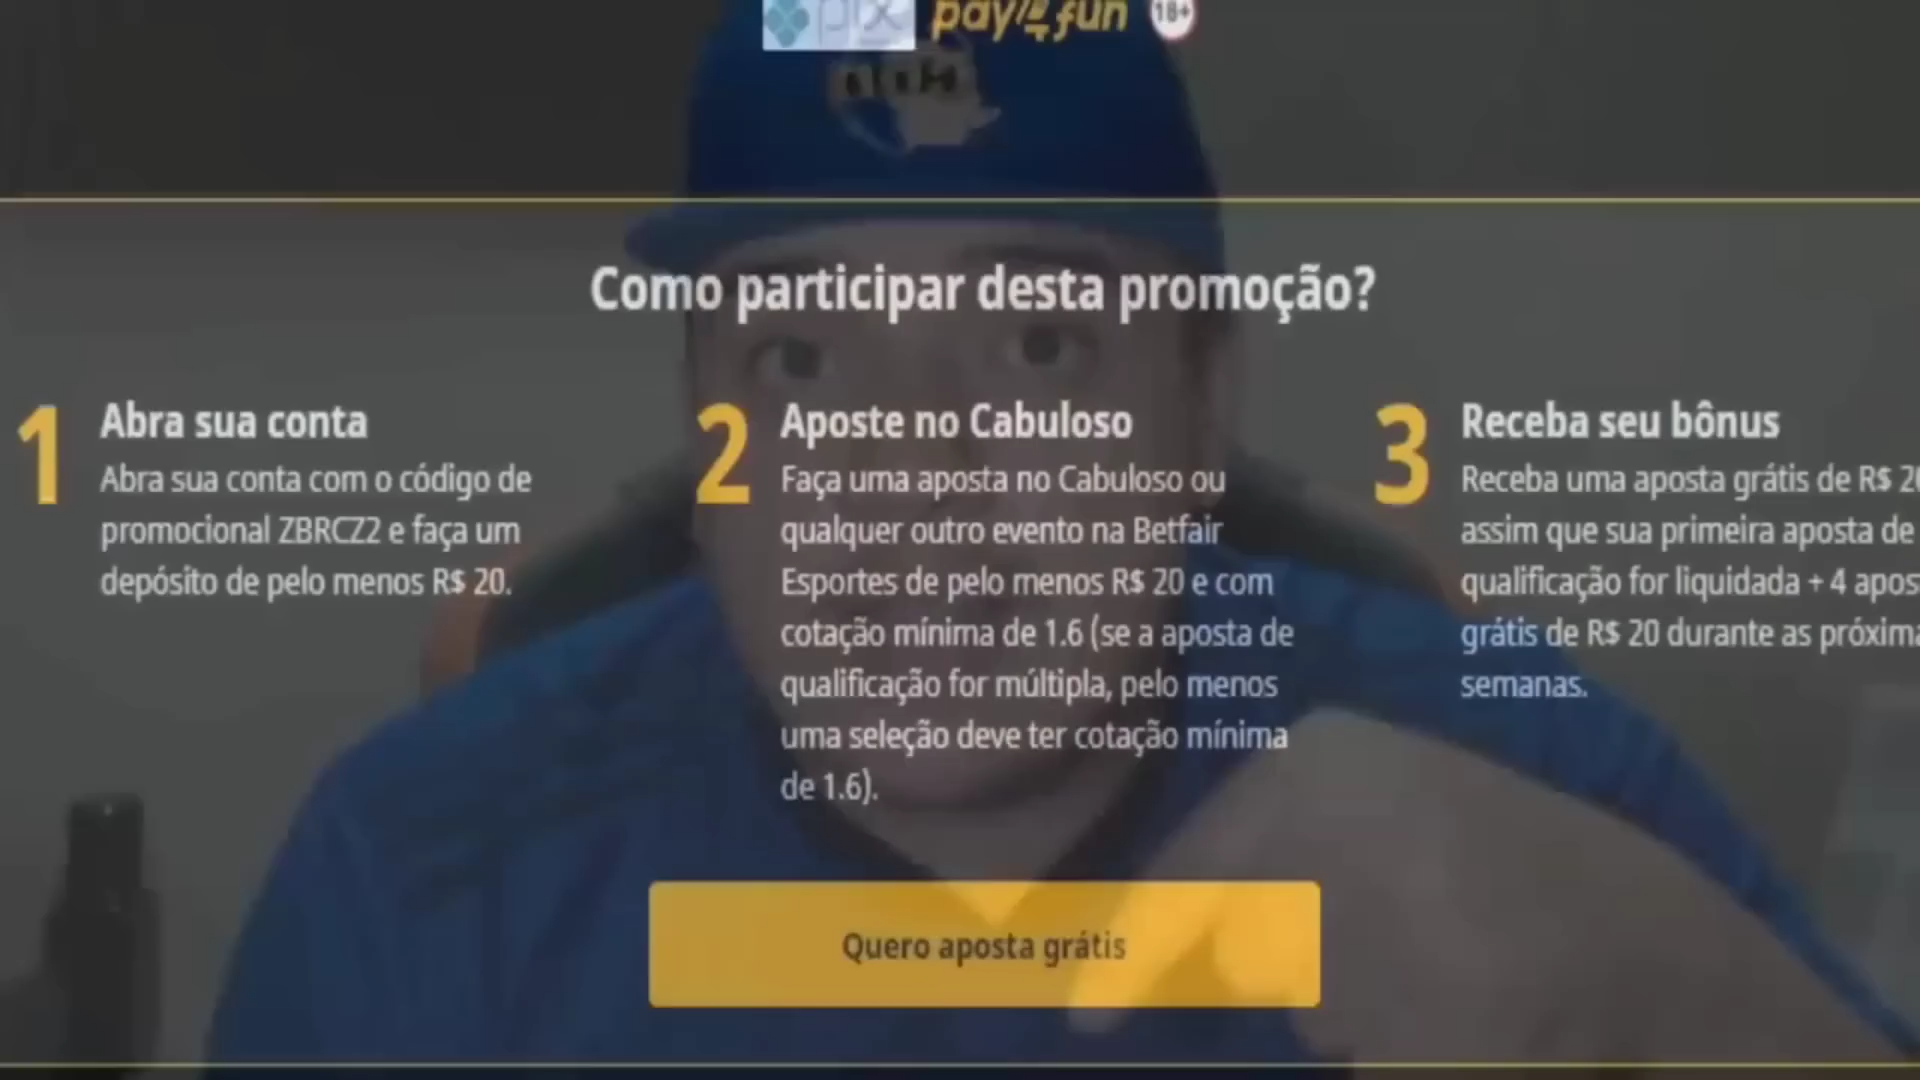 pix pay4fun 18+
Como participar desta promoção?
1 Abra sua conta
Abra sua conta com o código de
promocional ZBRCZ2 e faça um
depósito de pelo menos R$ 20.
2 Aposte no Cabuloso
Faça uma aposta no Cabuloso ou
qualquer outro evento na Betfair
Esportes de pelo menos R$ 20 e com
cotação mínima de 1.6 (se a aposta de
qualificação for múltipla, pelo menos
uma seleção deve ter cotação mínima
de 1.6).
3 Receba seu bônus
Receba uma aposta grátis de R$ 20
assim que sua primeira aposta de
qualificação for liquidada + 4 apos
grátis de R$ 20 durante as próxima
semanas.
Quero aposta grátis